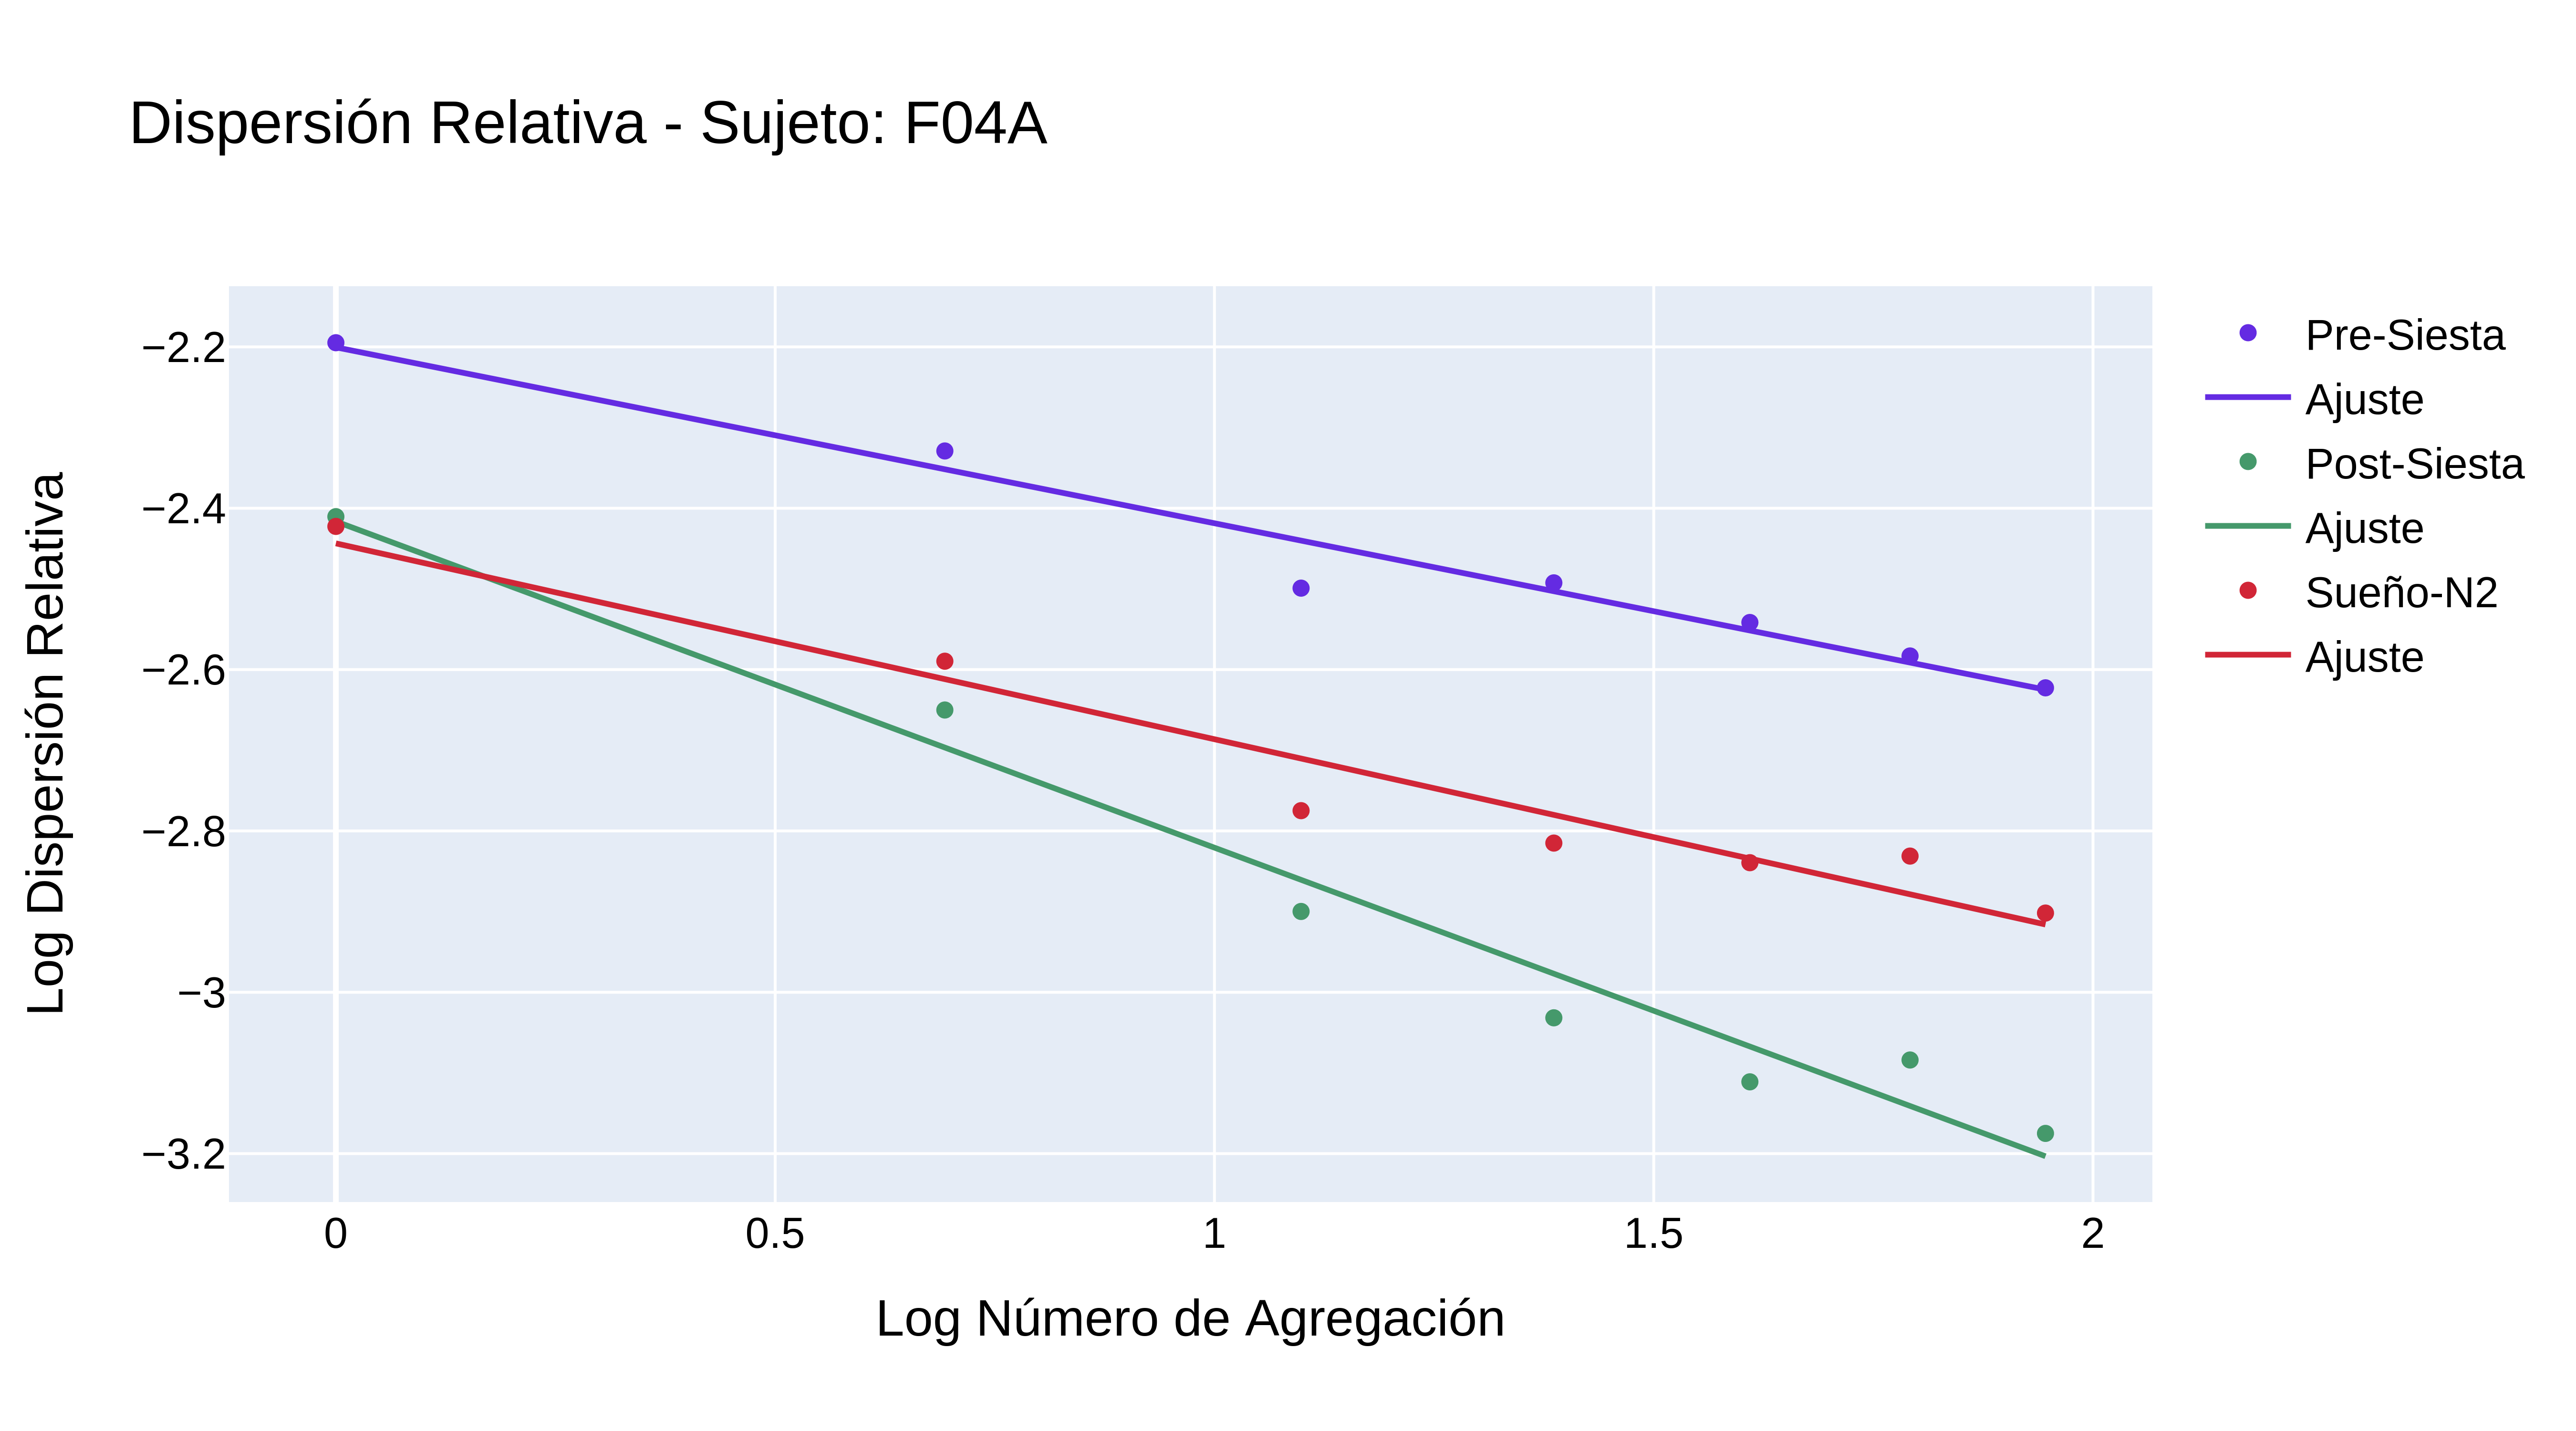 Dispersión Relativa - Sujeto: F04A
Log Dispersión Relativa
−2.2
−2.4
−2.6
−2.8
−3
−3.2
0
0.5
1
1.5
2
Log Número de Agregación
Pre-Siesta
Ajuste
Post-Siesta
Ajuste
Sueño-N2
Ajuste